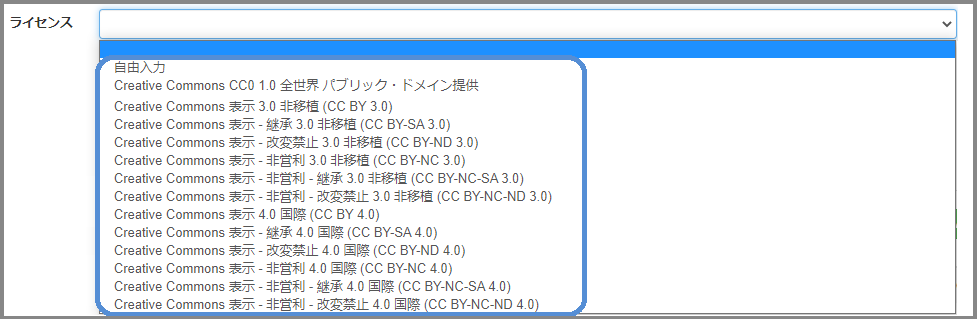 ライセンス
自由入力
Creative Commons CC0 1.0 全世界 パブリック・ドメイン提供
Creative Commons 表示 3.0 非移植 (CC BY 3.0)
Creative Commons 表示 - 継承 3.0 非移植 (CC BY-SA 3.0)
Creative Commons 表示 - 改変禁止 3.0 非移植 (CC BY-ND 3.0)
Creative Commons 表示 - 非営利 3.0 非移植 (CC BY-NC 3.0)
Creative Commons 表示 - 非営利 - 継承 3.0 非移植 (CC BY-NC-SA 3.0)
Creative Commons 表示 - 非営利 - 改変禁止 3.0 非移植 (CC BY-NC-ND 3.0)
Creative Commons 表示 4.0 国際 (CC BY 4.0)
Creative Commons 表示 - 継承 4.0 国際 (CC BY-SA 4.0)
Creative Commons 表示 - 改変禁止 4.0 国際 (CC BY-ND 4.0)
Creative Commons 表示 - 非営利 4.0 国際 (CC BY-NC 4.0)
Creative Commons 表示 - 非営利 - 継承 4.0 国際 (CC BY-NC-SA 4.0)
Creative Commons 表示 - 非営利 - 改変禁止 4.0 国際 (CC BY-NC-ND 4.0)